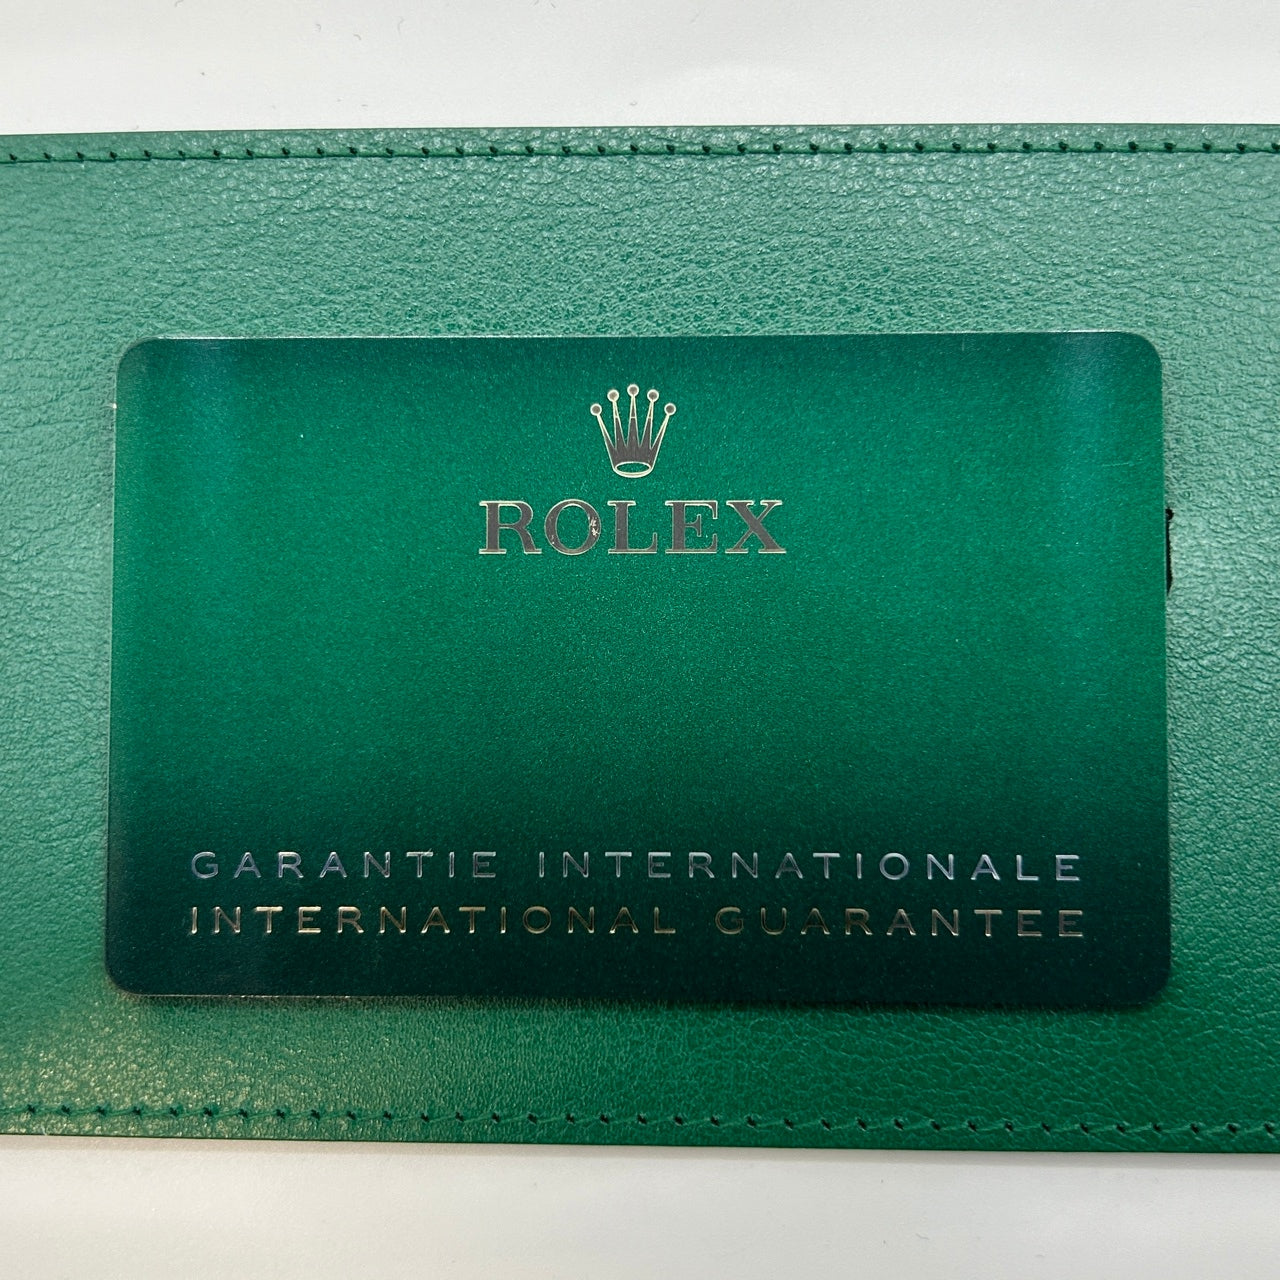 ROLEX
GARANTIE INTERNATIONALE
INTERNATIONAL GUARANTEE